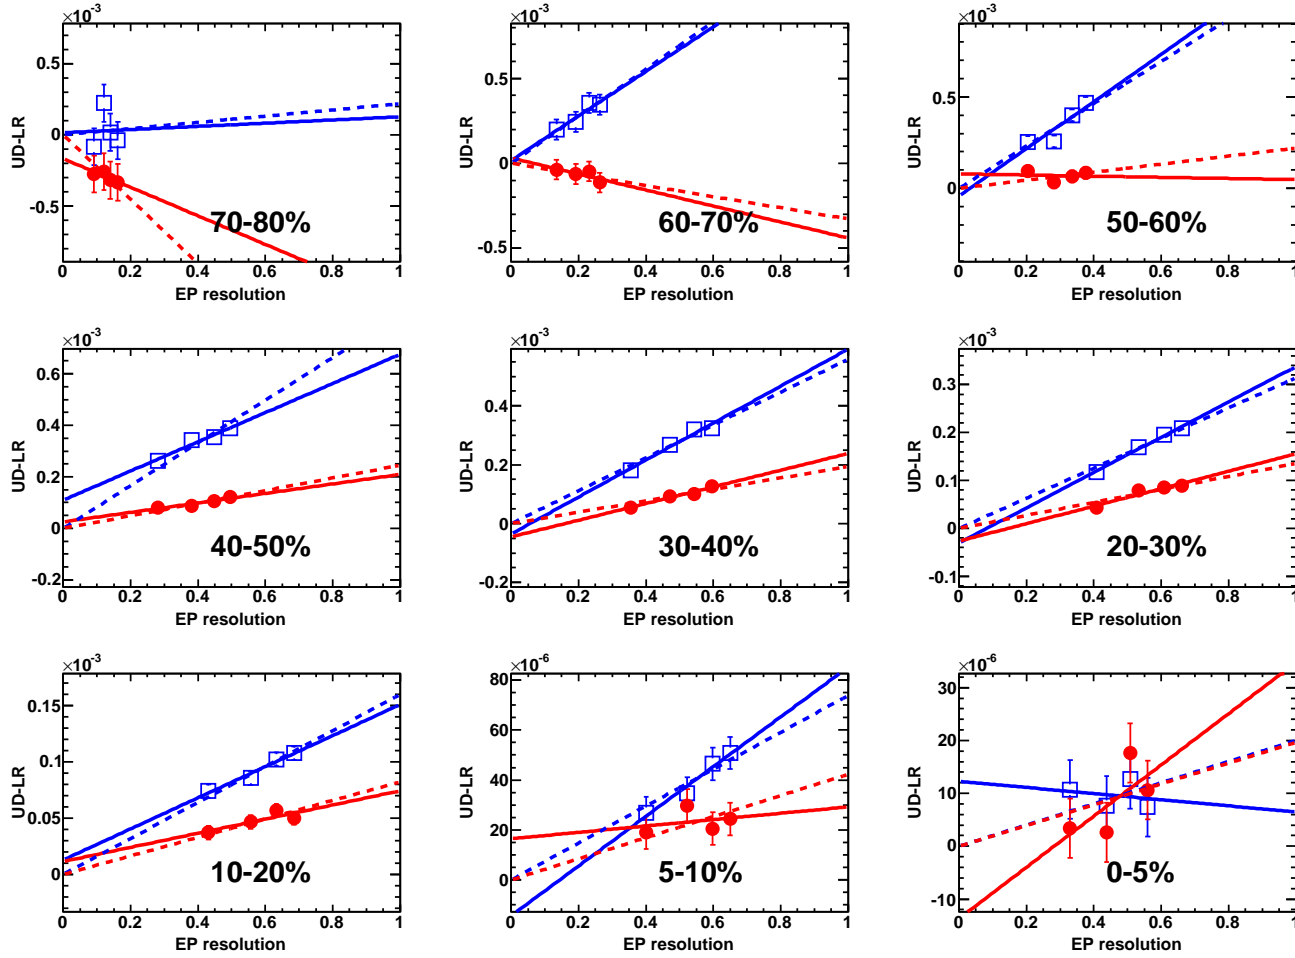 ×10⁻³ ×10⁻³ ×10⁻³
UD-LR UD-LR UD-LR
0.5 0.5 0.5
0 0 0
-0.5 -0.5
70-80% 60-70% 50-60%
0 0.2 0.4 0.6 0.8 1 0 0.2 0.4 0.6 0.8 1 0 0.2 0.4 0.6 0.8 1
EP resolution EP resolution EP resolution
×10⁻³ ×10⁻³ ×10⁻³
UD-LR UD-LR UD-LR
0.6 0.4 0.3
0.4 0.2 0.2
0.2 0 0.1
0 -0.2 0
-0.2 -0.1
40-50% 30-40% 20-30%
0 0.2 0.4 0.6 0.8 1 0 0.2 0.4 0.6 0.8 1 0 0.2 0.4 0.6 0.8 1
EP resolution EP resolution EP resolution
×10⁻³ ×10⁻⁶ ×10⁻⁶
UD-LR UD-LR UD-LR
0.15 80 30
0.1 60 20
0.05 40 10
0 20 0
0 -10
10-20% 5-10% 0-5%
0 0.2 0.4 0.6 0.8 1 0 0.2 0.4 0.6 0.8 1 0 0.2 0.4 0.6 0.8 1
EP resolution EP resolution EP resolution